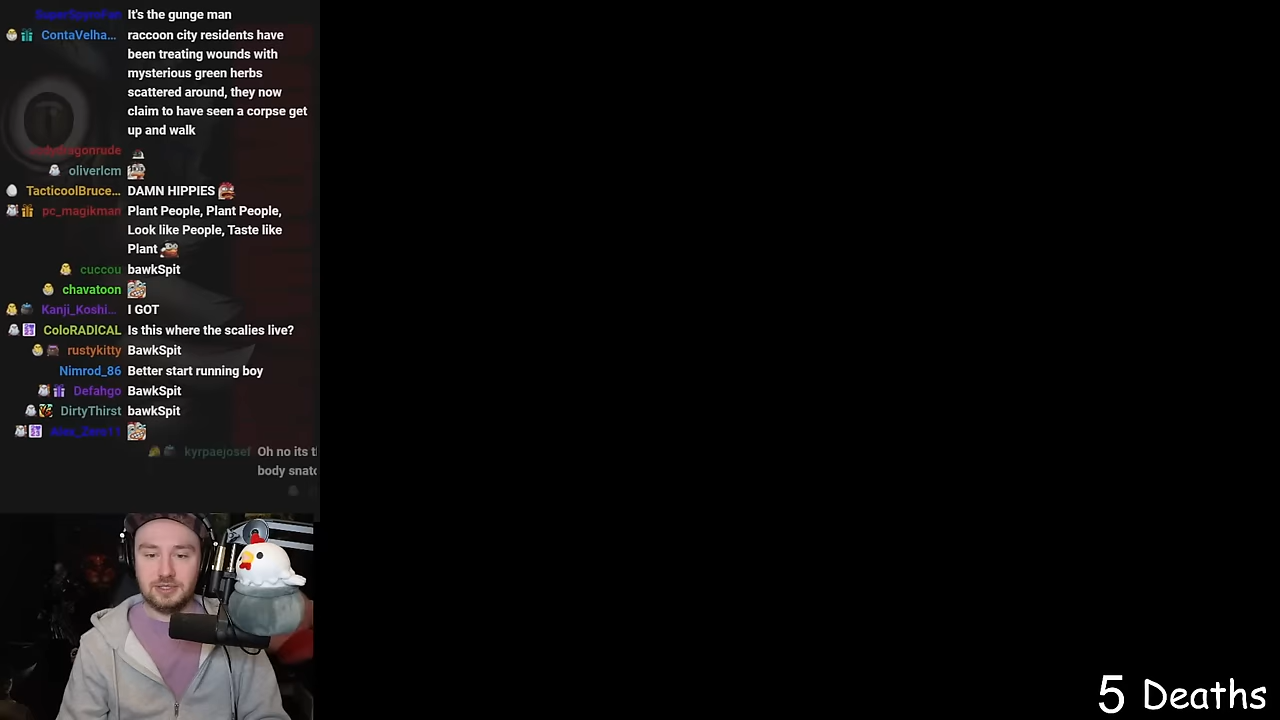 SuperSpproFun It's the gunge man
ContaVelha... raccoon city residents have
been treating wounds with
mysterious green herbs
scattered around, they now
claim to have seen a corpse get
up and walk
oliverlcm
TacticoolBruce... DAMN HIPPIES
pc_magikman Plant People, Plant People,
Look like People, Taste like
Plant
cuccou bawkSpit
chavatoon
Kanji_Koshi... I GOT
ColoRADICAL Is this where the scalies live?
rustykitty BawkSpit
Nimrod_86 Better start running boy
Defahgo BawkSpit
DirtyThirst bawkSpit
Alex_Zero11
kyrpaejosef Oh no its t
body snatc
5 Deaths